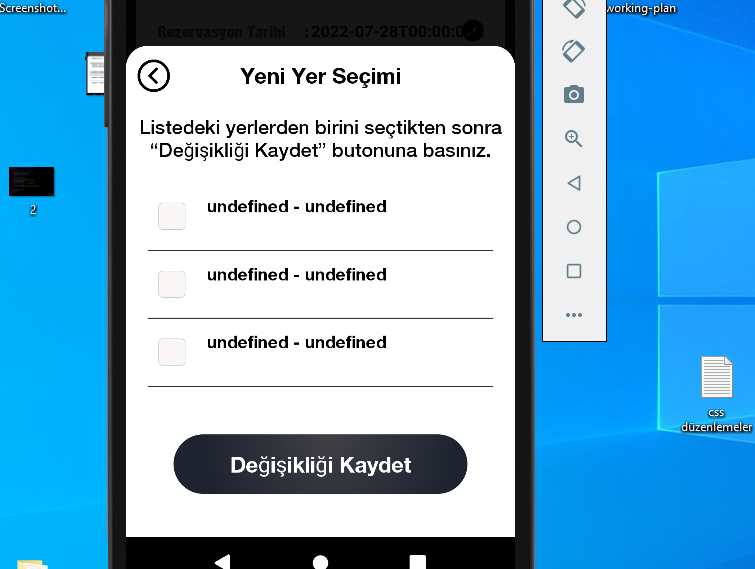 Screenshot...
working-plan
Rezervasyon Tarihi : 2022-07-28T00:00:0
Yeni Yer Seçimi
Listedeki yerlerden birini seçtikten sonra
“Değişikliği Kaydet” butonuna basınız.
2
undefined - undefined
undefined - undefined
undefined - undefined
css
düzenlemeler
Değişikliği Kaydet